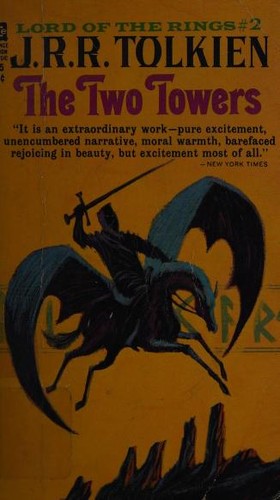 LORD OF THE RINGS #2
J.R.R. TOLKIEN
The Two Towers
"It is an extraordinary work—pure excitement,
unencumbered narrative, moral warmth, barefaced
rejoicing in beauty, but excitement most of all."
— NEW YORK TIMES